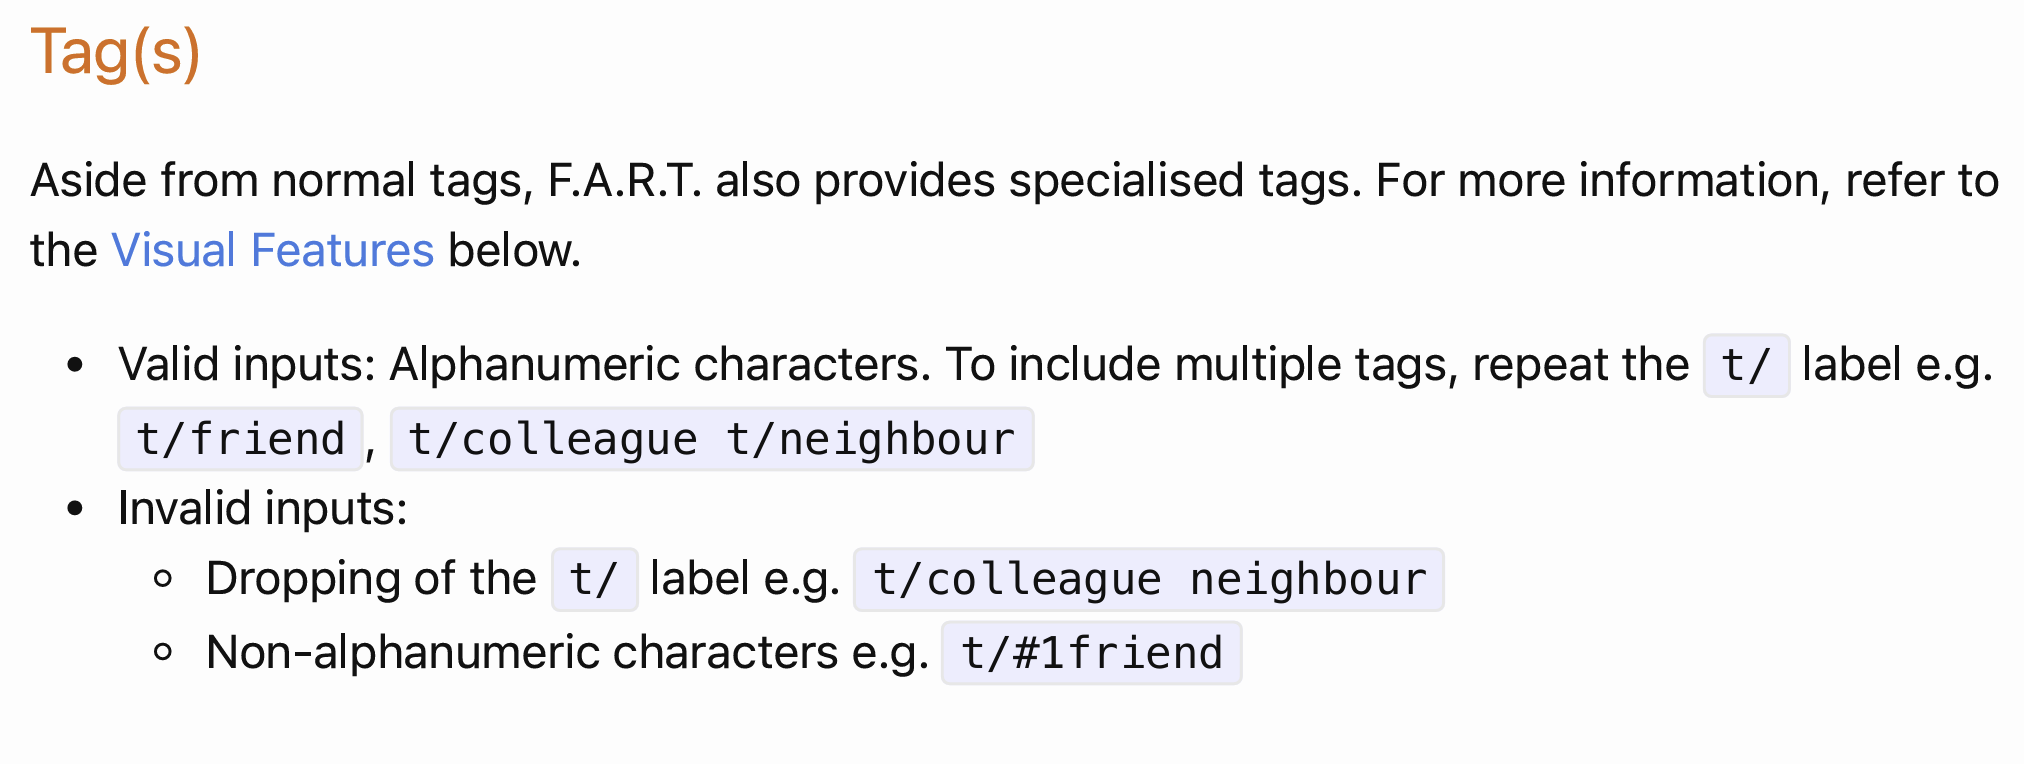 Tag(s)
Aside from normal tags, F.A.R.T. also provides specialised tags. For more information, refer to
the Visual Features below.
• Valid inputs: Alphanumeric characters. To include multiple tags, repeat the t/ label e.g.
t/friend, t/colleague t/neighbour
• Invalid inputs:
◦ Dropping of the t/ label e.g. t/colleague neighbour
◦ Non-alphanumeric characters e.g. t/#1friend